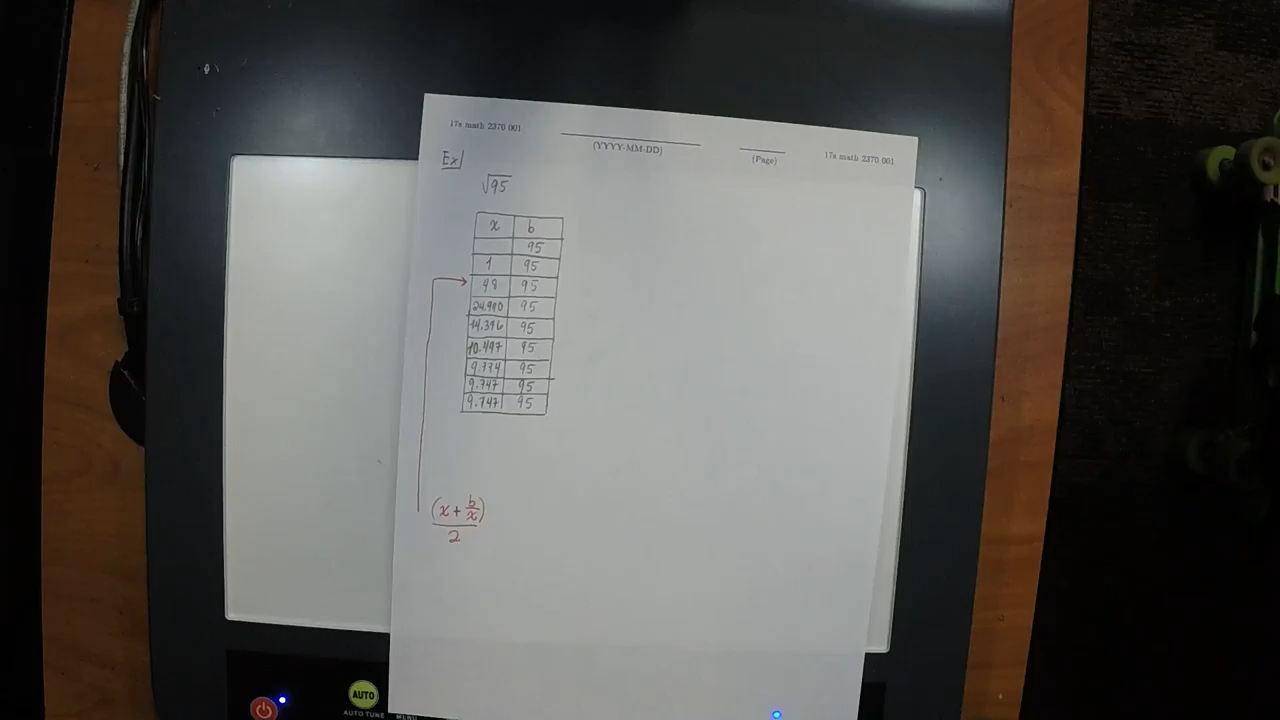 17s math 2370 001
(YYYY-MM-DD)
(Page)
17s math 2370 001
Ex)
√95
x b
95
1 95
48 95
24.990 95
14.396 95
10.497 95
9.774 95
9.747 95
9.747 95
(x + b/x)
2
AUTO
AUTO TUNE
MENU